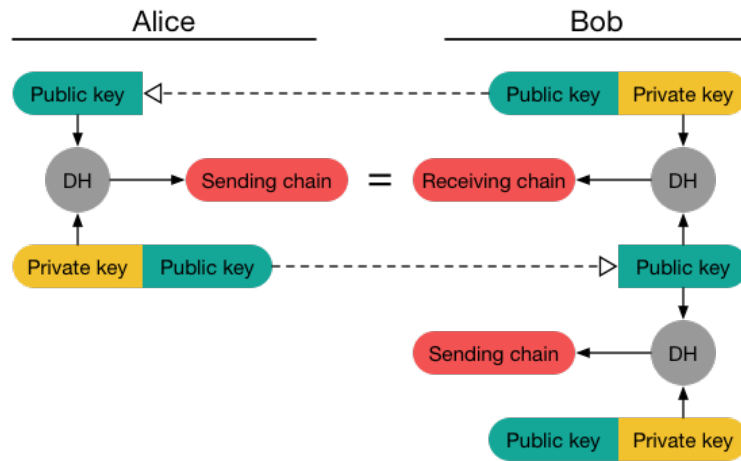 Alice
Bob
Public key
Public key
Private key
DH
Sending chain
=
Receiving chain
DH
Private key
Public key
Public key
Sending chain
DH
Public key
Private key